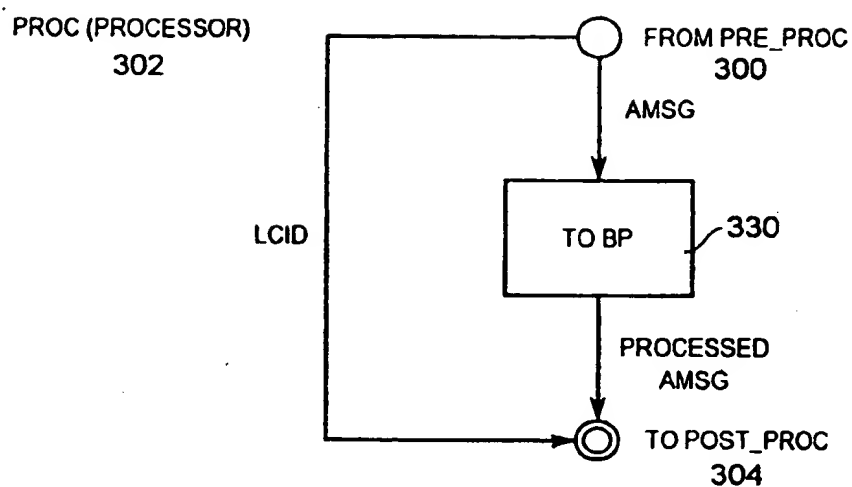 PROC (PROCESSOR)
302
FROM PRE_PROC
300
AMSG
LCID
TO BP
330
PROCESSED
AMSG
TO POST_PROC
304